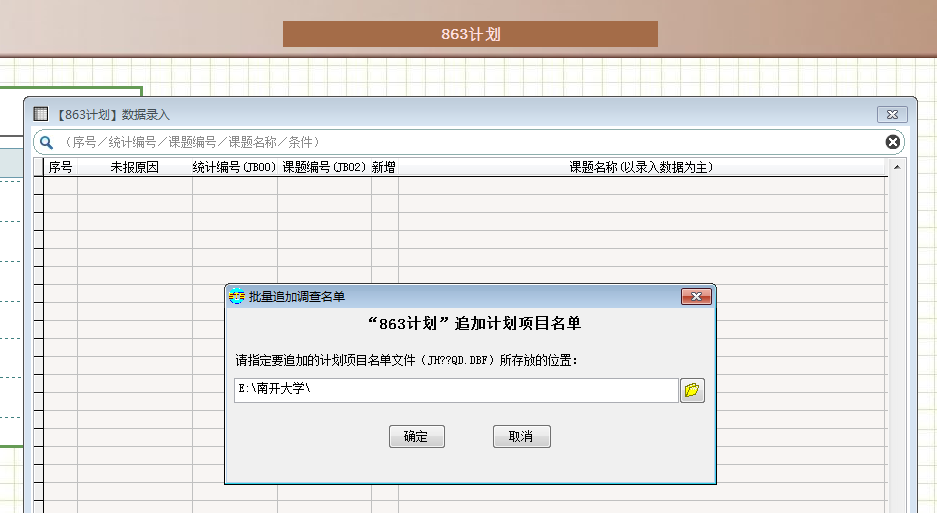 863计划
【863计划】数据录入
（序号／统计编号／课题编号／课题名称／条件）
序号 未报原因 统计编号(JB00) 课题编号(JB02) 新增 课题名称(以录入数据为主)
批量追加调查名单
“863计划”追加计划项目名单
请指定要追加的计划项目名单文件（JH??QD.DBF）所存放的位置：
E:\南开大学\
确定 取消